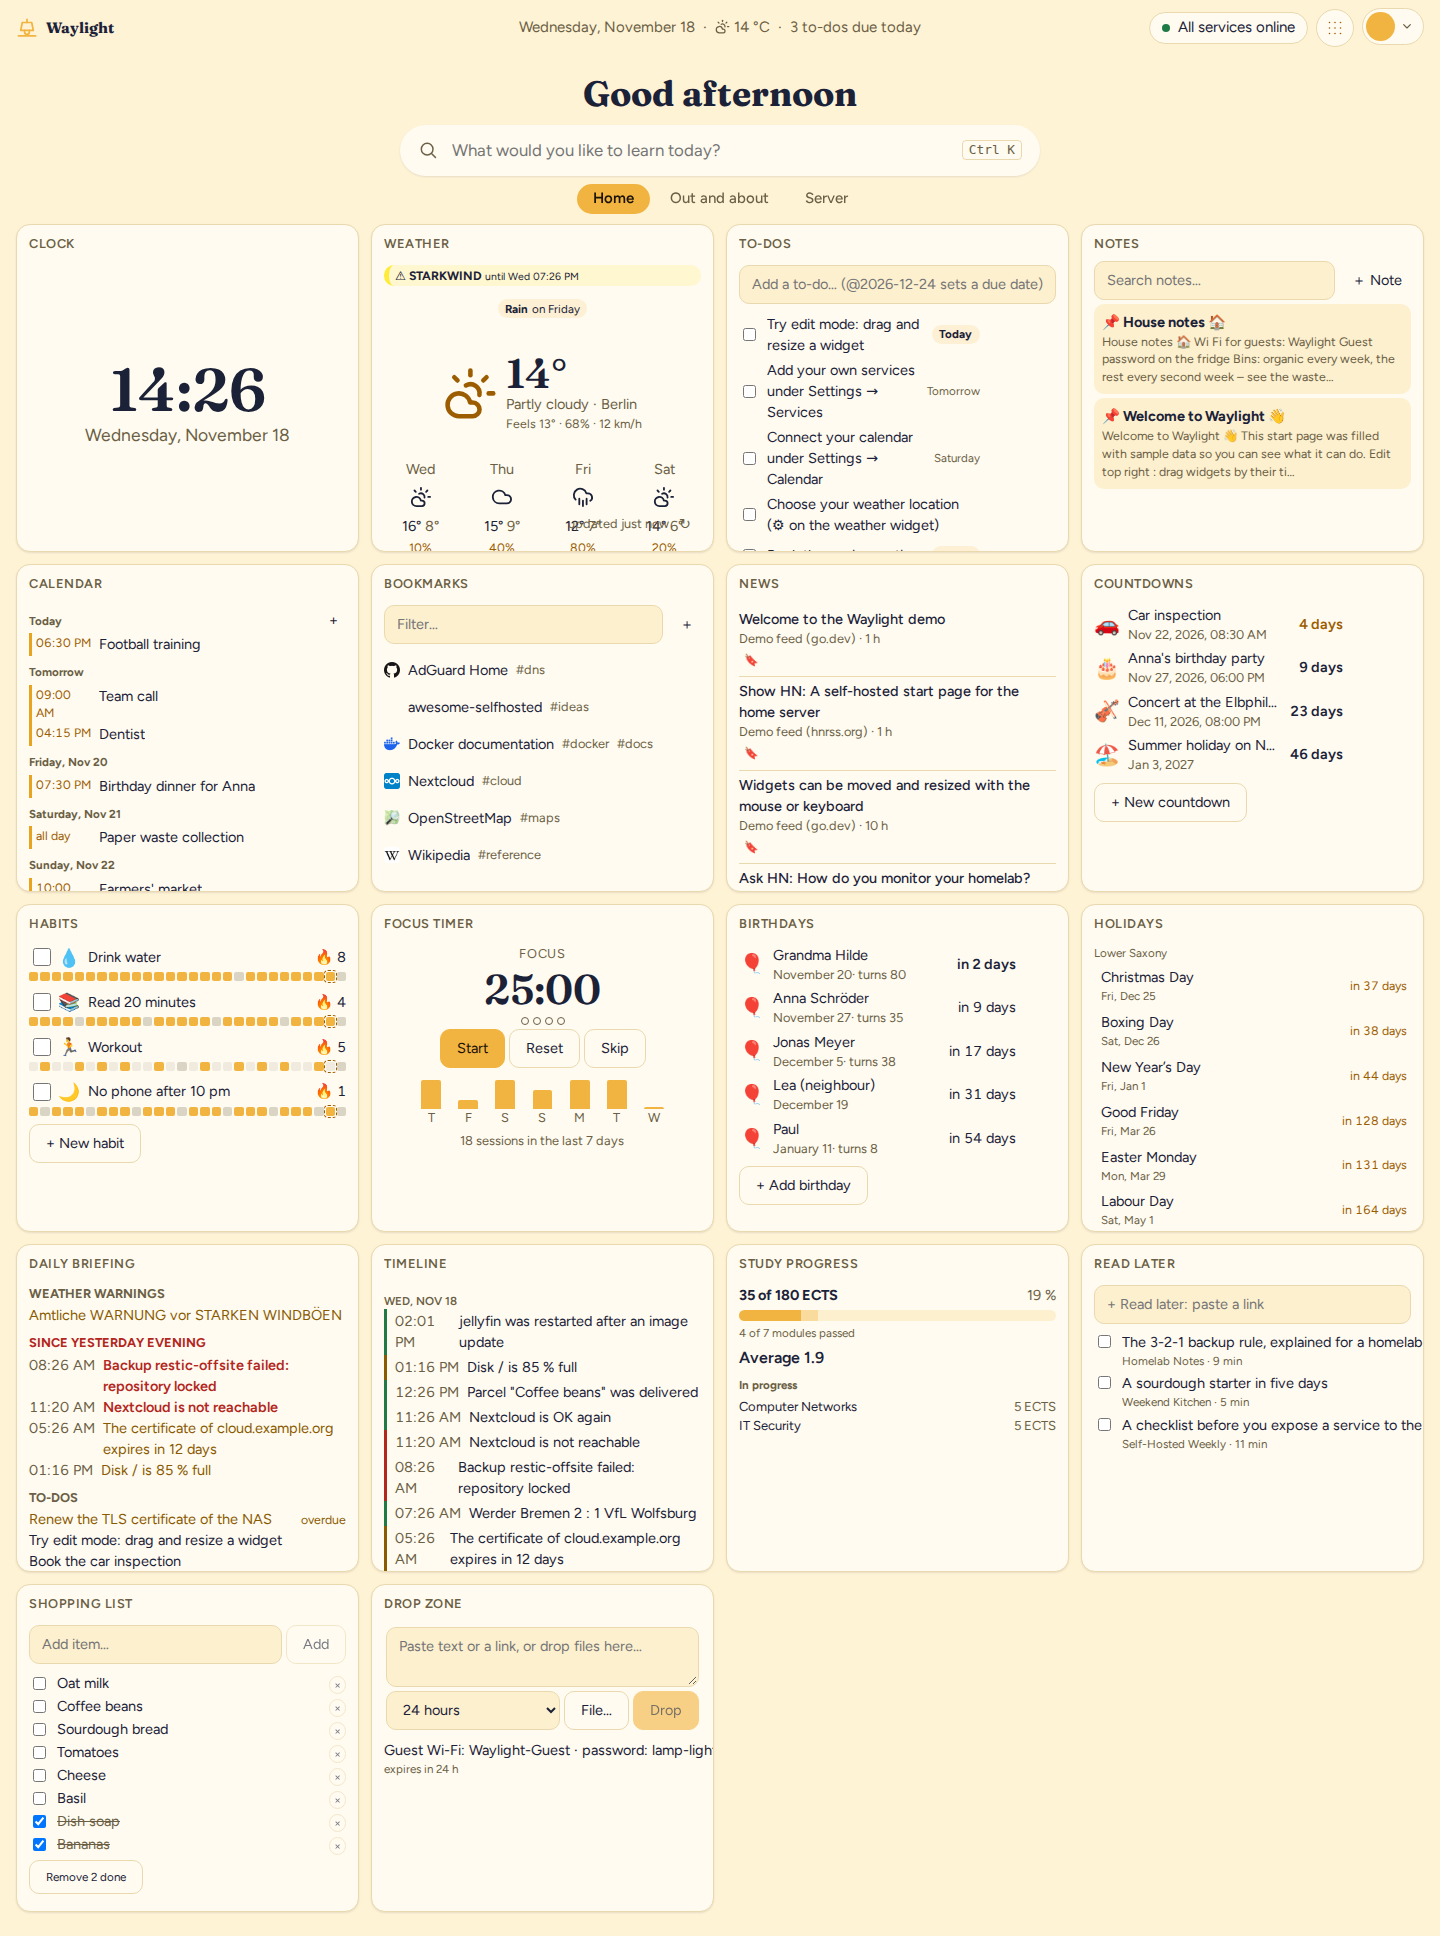 Waylight
Wednesday, November 18 · 14 °C · 3 to-dos due today
All services online
Good afternoon
What would you like to learn today?
Ctrl K
Home
Out and about
Server
CLOCK
14:26
Wednesday, November 18
WEATHER
⚠ STARKWIND until Wed 07:26 PM
Rain on Friday
14°
Partly cloudy · Berlin
Feels 13° · 68% · 12 km/h
Wed Thu Fri Sat
16° 8° 15° 9° 12° 7° 14° 6°
updated just now ↻
10% 40% 80% 20%
TO-DOS
Add a to-do... (@2026-12-24 sets a due date)
Try edit mode: drag and
resize a widget
Today
Add your own services
under Settings →
Services
Tomorrow
Connect your calendar
under Settings →
Calendar
Saturday
Choose your weather location
(⚙ on the weather widget)
NOTES
Search notes...
+ Note
📌 House notes 🏠
House notes 🏠 Wi Fi for guests: Waylight Guest
password on the fridge Bins: organic every week, the
rest every second week – see the waste...
📌 Welcome to Waylight 👋
Welcome to Waylight 👋 This start page was filled
with sample data so you can see what it can do. Edit
top right : drag widgets by their ti...
CALENDAR
Today +
06:30 PM Football training
Tomorrow
09:00
AM
Team call
04:15 PM Dentist
Friday, Nov 20
07:30 PM Birthday dinner for Anna
Saturday, Nov 21
all day Paper waste collection
Sunday, Nov 22
10:00 Farmers' market
BOOKMARKS
Filter...
+
AdGuard Home #dns
awesome-selfhosted #ideas
Docker documentation #docker #docs
Nextcloud #cloud
OpenStreetMap #maps
W Wikipedia #reference
NEWS
Welcome to the Waylight demo
Demo feed (go.dev) · 1 h
Show HN: A self-hosted start page for the
home server
Demo feed (hnrss.org) · 1 h
Widgets can be moved and resized with the
mouse or keyboard
Demo feed (go.dev) · 10 h
Ask HN: How do you monitor your homelab?
COUNTDOWNS
Car inspection
Nov 22, 2026, 08:30 AM
4 days
Anna's birthday party
Nov 27, 2026, 06:00 PM
9 days
Concert at the Elbphil...
Dec 11, 2026, 08:00 PM
23 days
Summer holiday on N...
Jan 3, 2027
46 days
+ New countdown
HABITS
Drink water 🔥 8
Read 20 minutes 🔥 4
Workout 🔥 5
No phone after 10 pm 🔥 1
+ New habit
FOCUS TIMER
FOCUS
25:00
Start
Reset
Skip
T F S S M T W
18 sessions in the last 7 days
BIRTHDAYS
Grandma Hilde
November 20· turns 80
in 2 days
Anna Schröder
November 27· turns 35
in 9 days
Jonas Meyer
December 5· turns 38
in 17 days
Lea (neighbour)
December 19
in 31 days
Paul
January 11· turns 8
in 54 days
+ Add birthday
HOLIDAYS
Lower Saxony
Christmas Day
Fri, Dec 25
in 37 days
Boxing Day
Sat, Dec 26
in 38 days
New Year's Day
Fri, Jan 1
in 44 days
Good Friday
Fri, Mar 26
in 128 days
Easter Monday
Mon, Mar 29
in 131 days
Labour Day
Sat, May 1
in 164 days
DAILY BRIEFING
WEATHER WARNINGS
Amtliche WARNUNG vor STARKEN WINDBÖEN
SINCE YESTERDAY EVENING
08:26 AM Backup restic-offsite failed:
repository locked
11:20 AM Nextcloud is not reachable
05:26 AM The certificate of cloud.example.org
expires in 12 days
01:16 PM Disk / is 85 % full
TO-DOS
Renew the TLS certificate of the NAS overdue
Try edit mode: drag and resize a widget
Book the car inspection
TIMELINE
WED, NOV 18
02:01
PM
jellyfin was restarted after an image
update
01:16 PM Disk / is 85 % full
12:26 PM Parcel "Coffee beans" was delivered
11:26 AM Nextcloud is OK again
11:20 AM Nextcloud is not reachable
08:26
AM
Backup restic-offsite failed:
repository locked
07:26 AM Werder Bremen 2 : 1 VfL Wolfsburg
05:26
AM
The certificate of cloud.example.org
expires in 12 days
STUDY PROGRESS
35 of 180 ECTS 19 %
4 of 7 modules passed
Average 1.9
In progress
Computer Networks 5 ECTS
IT Security 5 ECTS
READ LATER
+ Read later: paste a link
The 3-2-1 backup rule, explained for a homelab
Homelab Notes · 9 min
A sourdough starter in five days
Weekend Kitchen · 5 min
A checklist before you expose a service to the
Self-Hosted Weekly · 11 min
SHOPPING LIST
Add item...
Add
Oat milk ×
Coffee beans ×
Sourdough bread ×
Tomatoes ×
Cheese ×
Basil ×
Dish soap ×
Bananas ×
Remove 2 done
DROP ZONE
Paste text or a link, or drop files here...
24 hours
File...
Drop
Guest Wi-Fi: Waylight-Guest · password: lamp-light
expires in 24 h